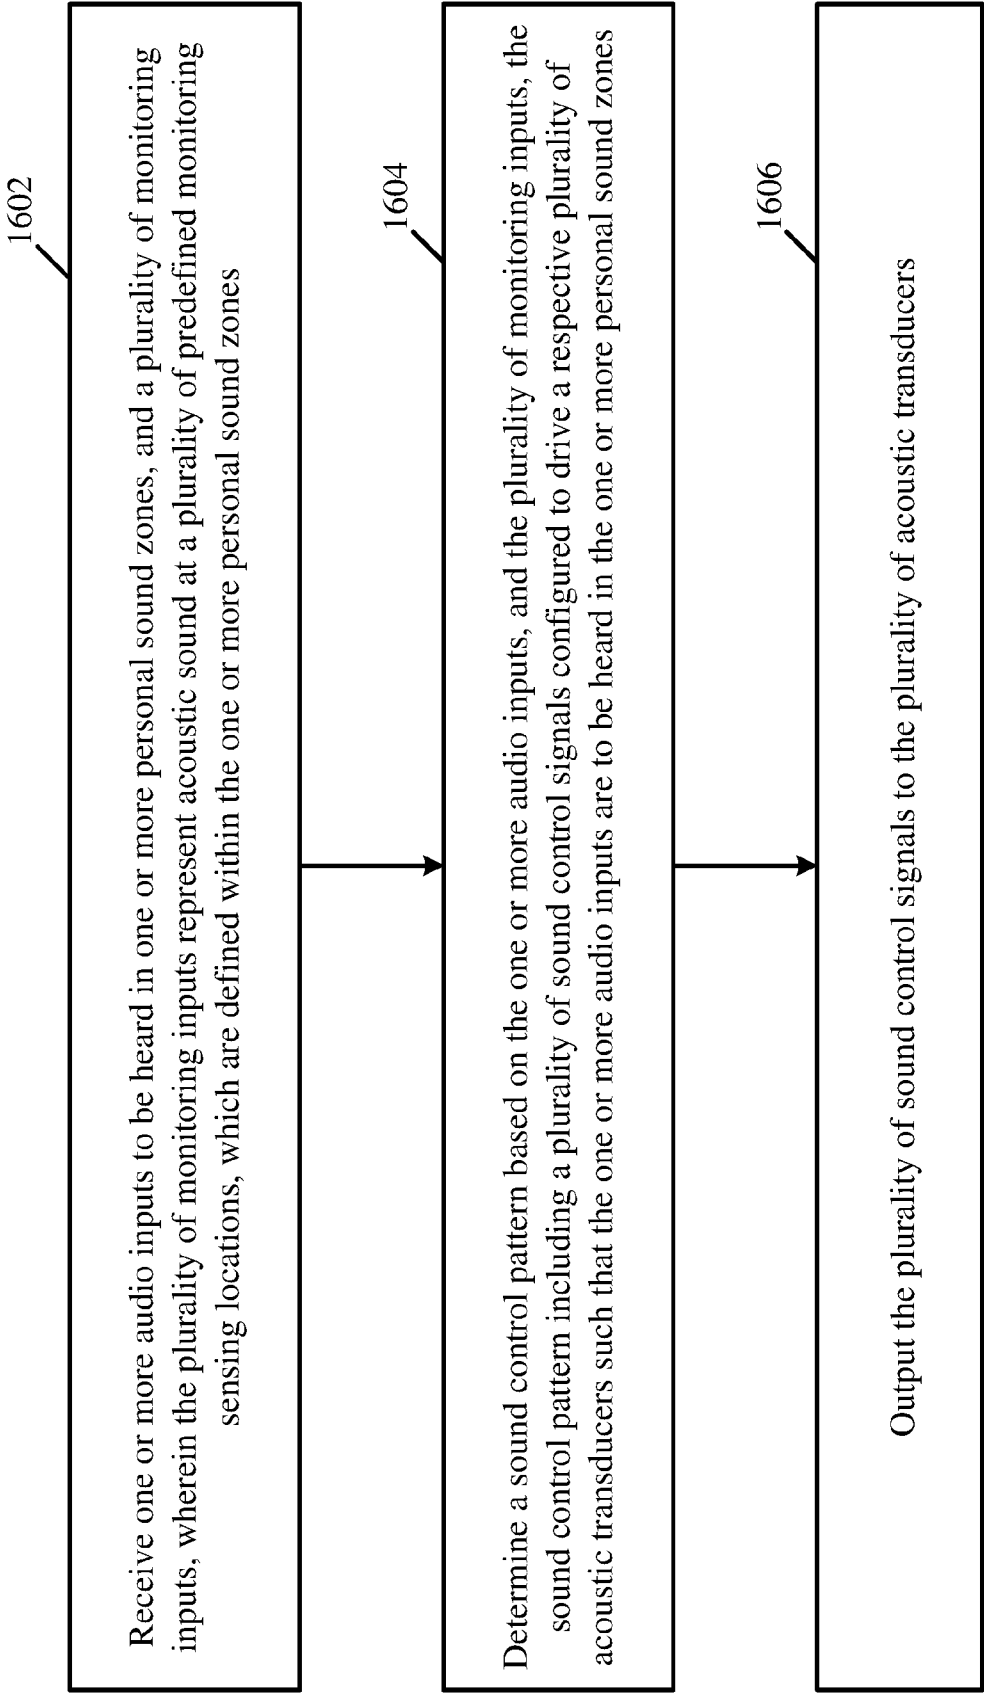 1602
Receive one or more audio inputs to be heard in one or more personal sound zones, and a plurality of monitoring
inputs, wherein the plurality of monitoring inputs represent acoustic sound at a plurality of predefined monitoring
sensing locations, which are defined within the one or more personal sound zones
1604
Determine a sound control pattern based on the one or more audio inputs, and the plurality of monitoring inputs, the
sound control pattern including a plurality of sound control signals configured to drive a respective plurality of
acoustic transducers such that the one or more audio inputs are to be heard in the one or more personal sound zones
1606
Output the plurality of sound control signals to the plurality of acoustic transducers